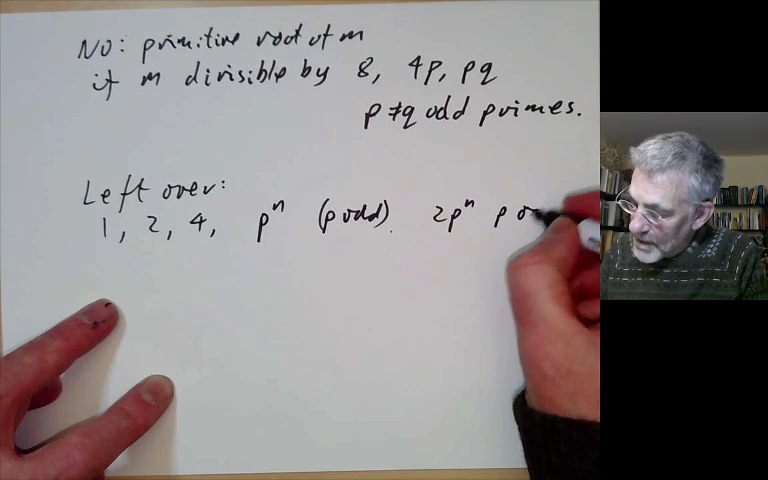 NO: primitive root of m
if m divisible by 8, 4p, pq
p ≠ q odd primes.
Left over:
1, 2, 4, pⁿ (p odd). 2pⁿ p o